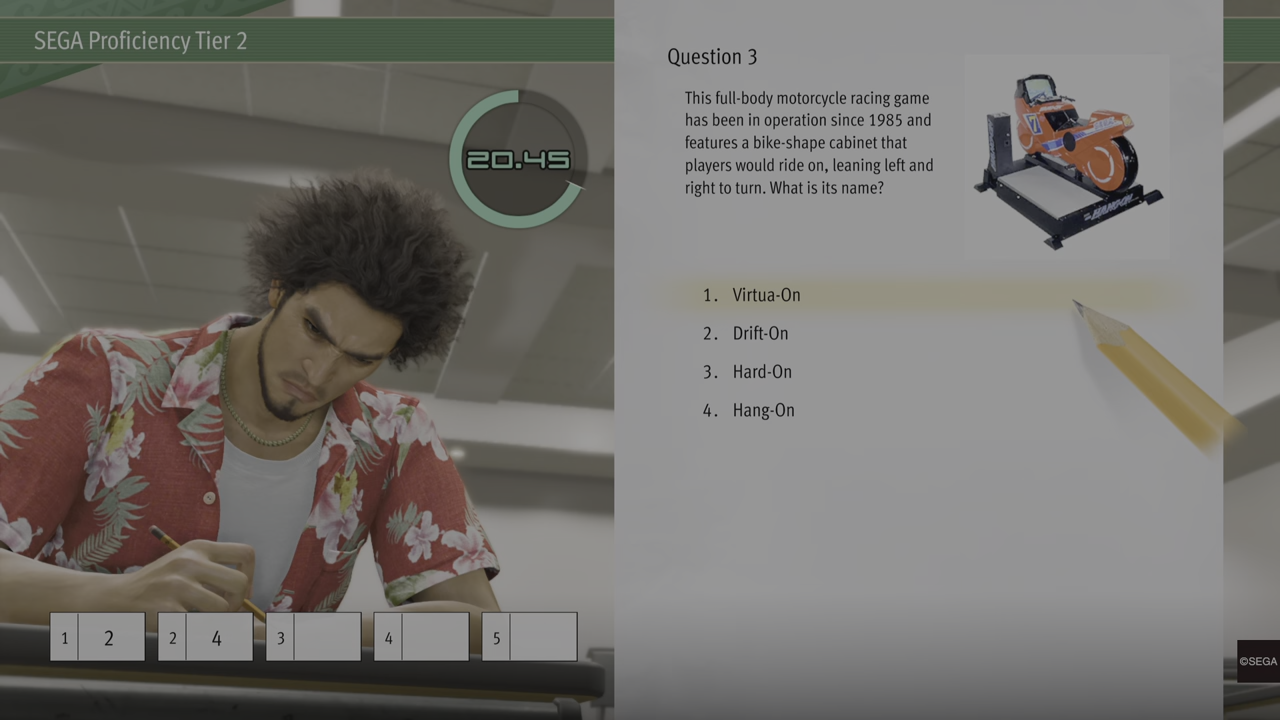 SEGA Proficiency Tier 2
20.45
Question 3
This full-body motorcycle racing game
has been in operation since 1985 and
features a bike-shape cabinet that
players would ride on, leaning left and
right to turn. What is its name?
7
HANG-ON
1. Virtua-On
2. Drift-On
3. Hard-On
4. Hang-On
1 2
2 4
3
4
5
©SEGA